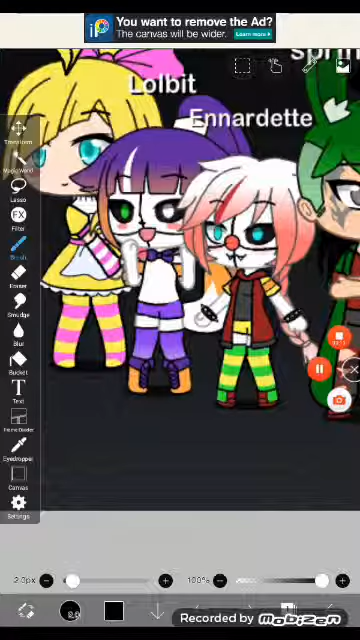 You want to remove the Ad?
The canvas will be wider.
Learn more
Lolbit
Ennardette
Transform
Magic Wand
Lasso
FX
Filter
Brush
Eraser
Smudge
Blur
Bucket
T
Text
Frame Divider
Eyedropper
Canvas
Settings
100%
Recorded by MOBIZEN